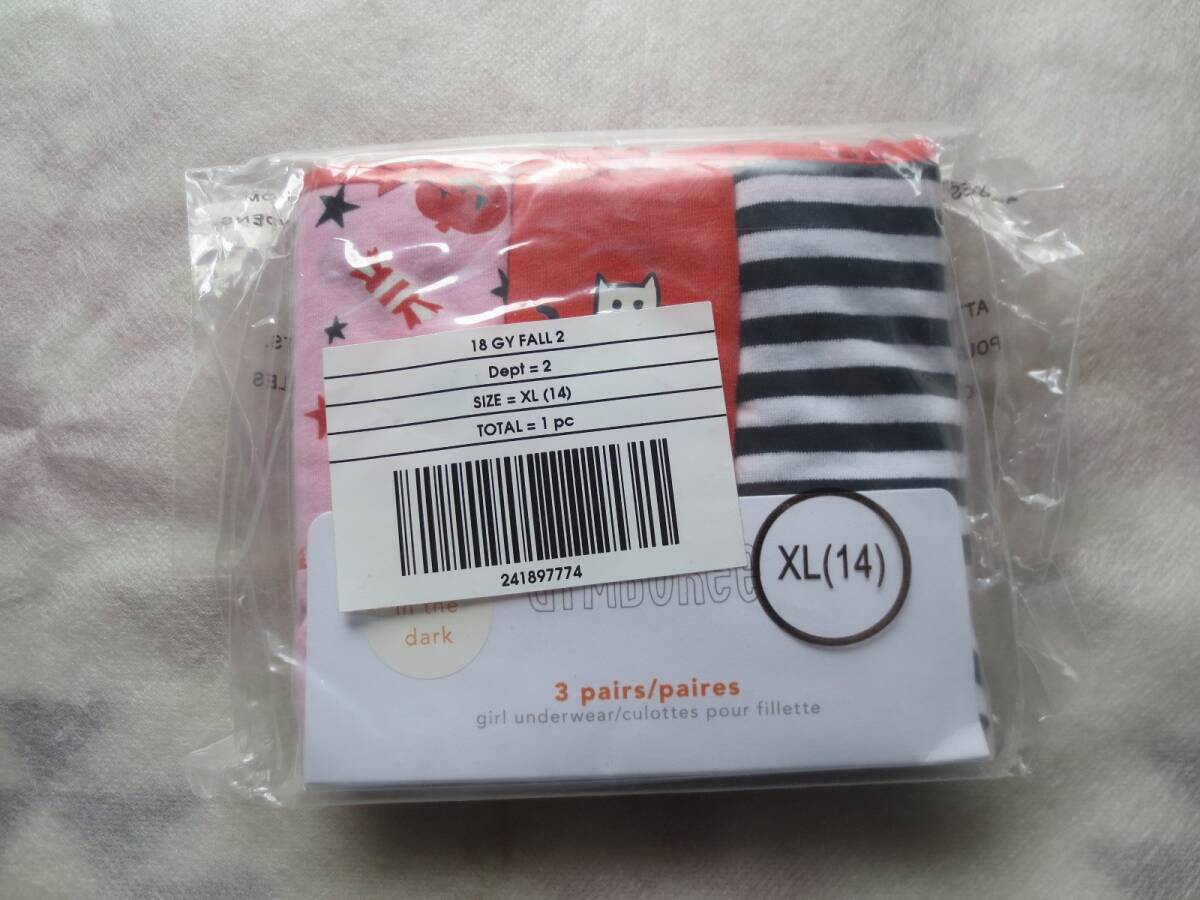 18 GY FALL 2
Dept = 2
SIZE = XL (14)
TOTAL = 1 pc
241897774
GYMBOREE
XL(14)
in the
dark
3 pairs/paires
girl underwear/culottes pour fillette